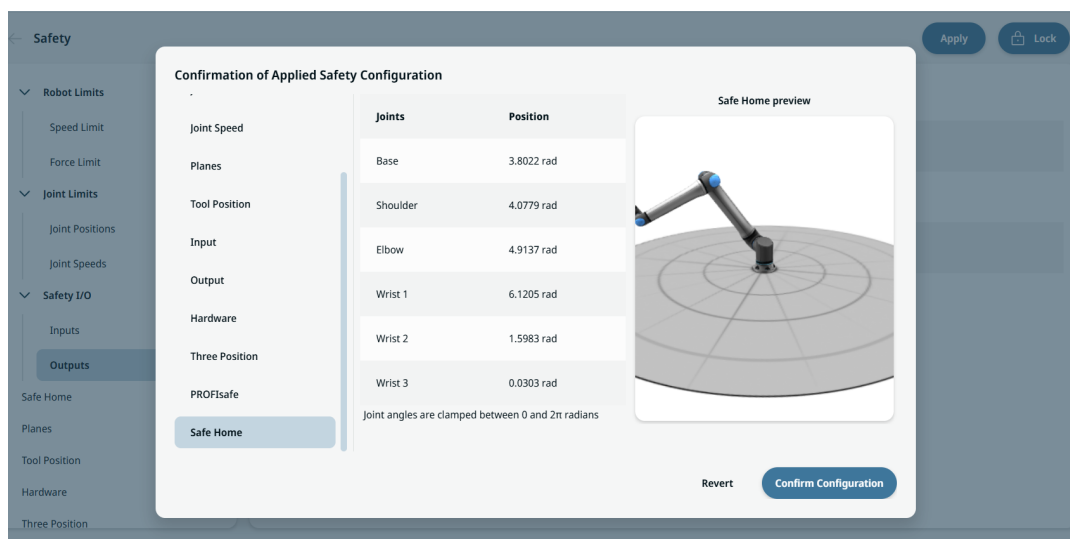 Safety
Apply
Lock
Robot Limits
Speed Limit
Force Limit
Joint Limits
Joint Positions
Joint Speeds
Safety I/O
Inputs
Outputs
Safe Home
Planes
Tool Position
Hardware
Three Position
Confirmation of Applied Safety Configuration
Joint Speed
Planes
Tool Position
Input
Output
Hardware
Three Position
PROFIsafe
Safe Home
Joints Position
Base 3.8022 rad
Shoulder 4.0779 rad
Elbow 4.9137 rad
Wrist 1 6.1205 rad
Wrist 2 1.5983 rad
Wrist 3 0.0303 rad
Joint angles are clamped between 0 and 2π radians
Safe Home preview
Revert
Confirm Configuration